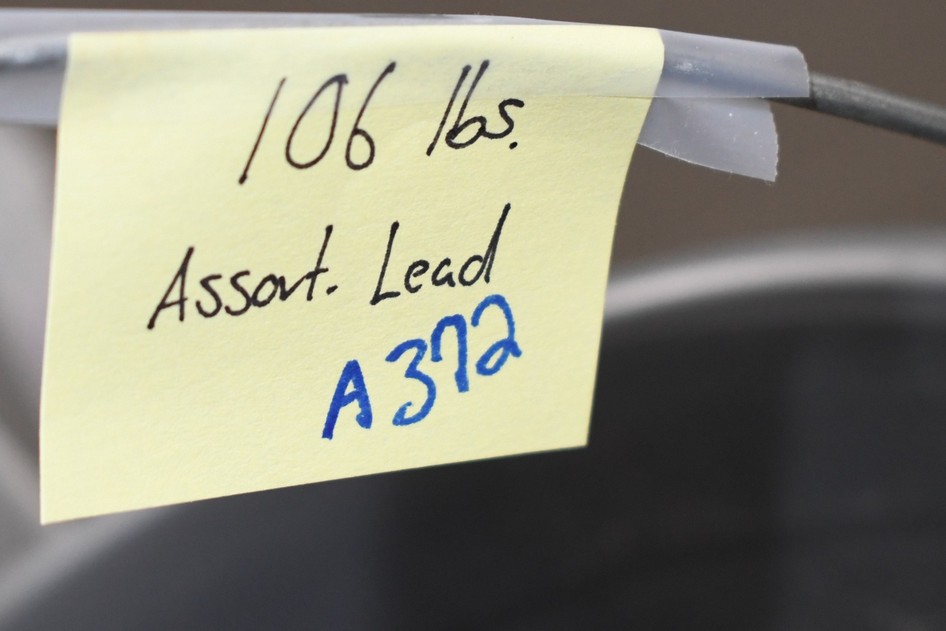 106 lbs.
Assort. Lead
A372